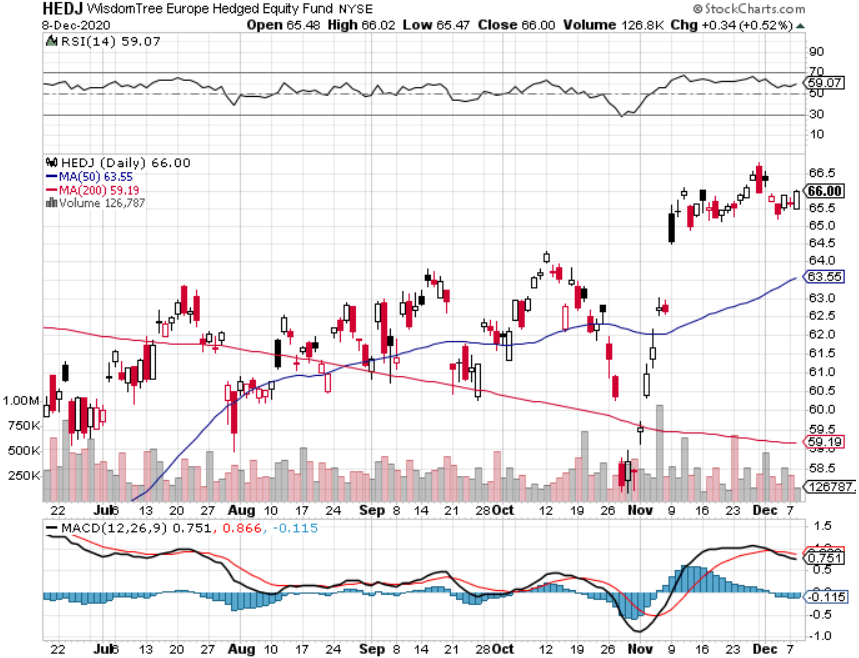 HEDJ WisdomTree Europe Hedged Equity Fund NYSE © StockCharts.com
8-Dec-2020 Open 65.48 High 66.02 Low 65.47 Close 66.00 Volume 126.8K Chg +0.34 (+0.52%)
RSI(14) 59.07
90
70
59.07
50
30
10
HEDJ (Daily) 66.00
MA(50) 63.55
MA(200) 59.19
Volume 126,787
66.5
66.00
65.5
65.0
64.5
64.0
63.55
63.0
62.5
62.0
61.5
61.0
60.5
60.0
59.5
59.19
58.5
126787
1.00M
750K
500K
250K
22 Jul 6 13 20 27 Aug 10 17 24 Sep 8 14 21 28 Oct 12 19 26 Nov 9 16 23 Dec 7
MACD(12,26,9) 0.751, 0.866, -0.115
1.5
0.751
0.5
-0.115
-0.5
-1.0
22 Jul 6 13 20 27 Aug 10 17 24 Sep 8 14 21 28 Oct 12 19 26 Nov 9 16 23 Dec 7